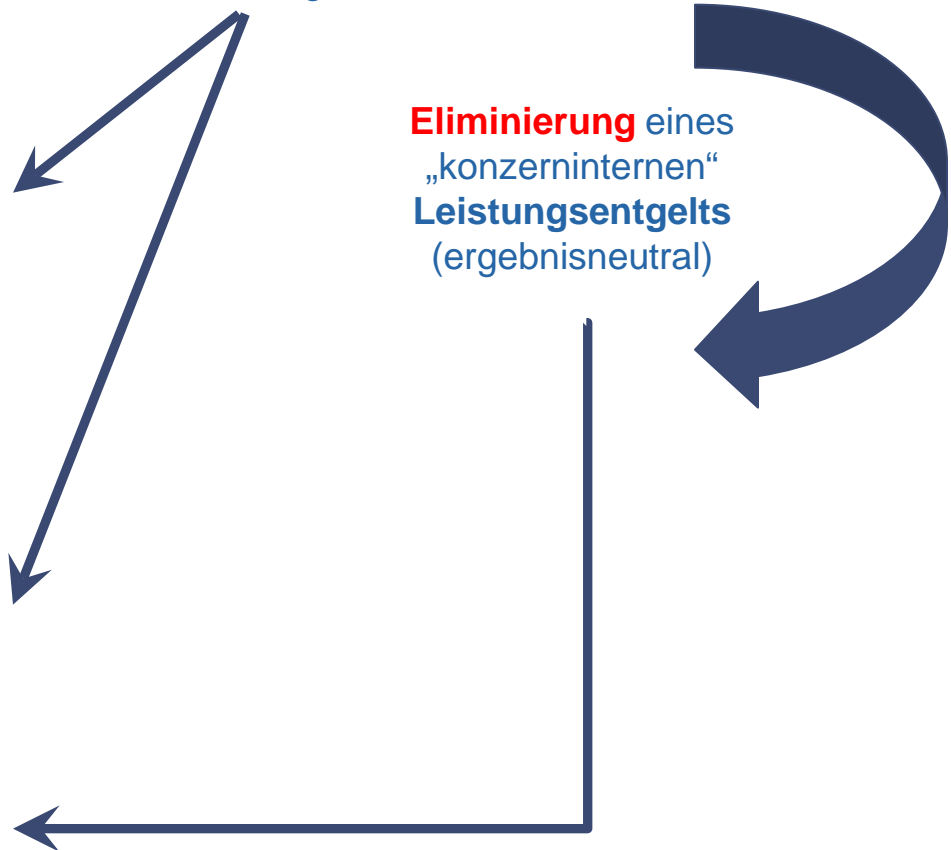 Eliminierung eines
„konzerninternen“
Leistungsentgelts
(ergebnisneutral)